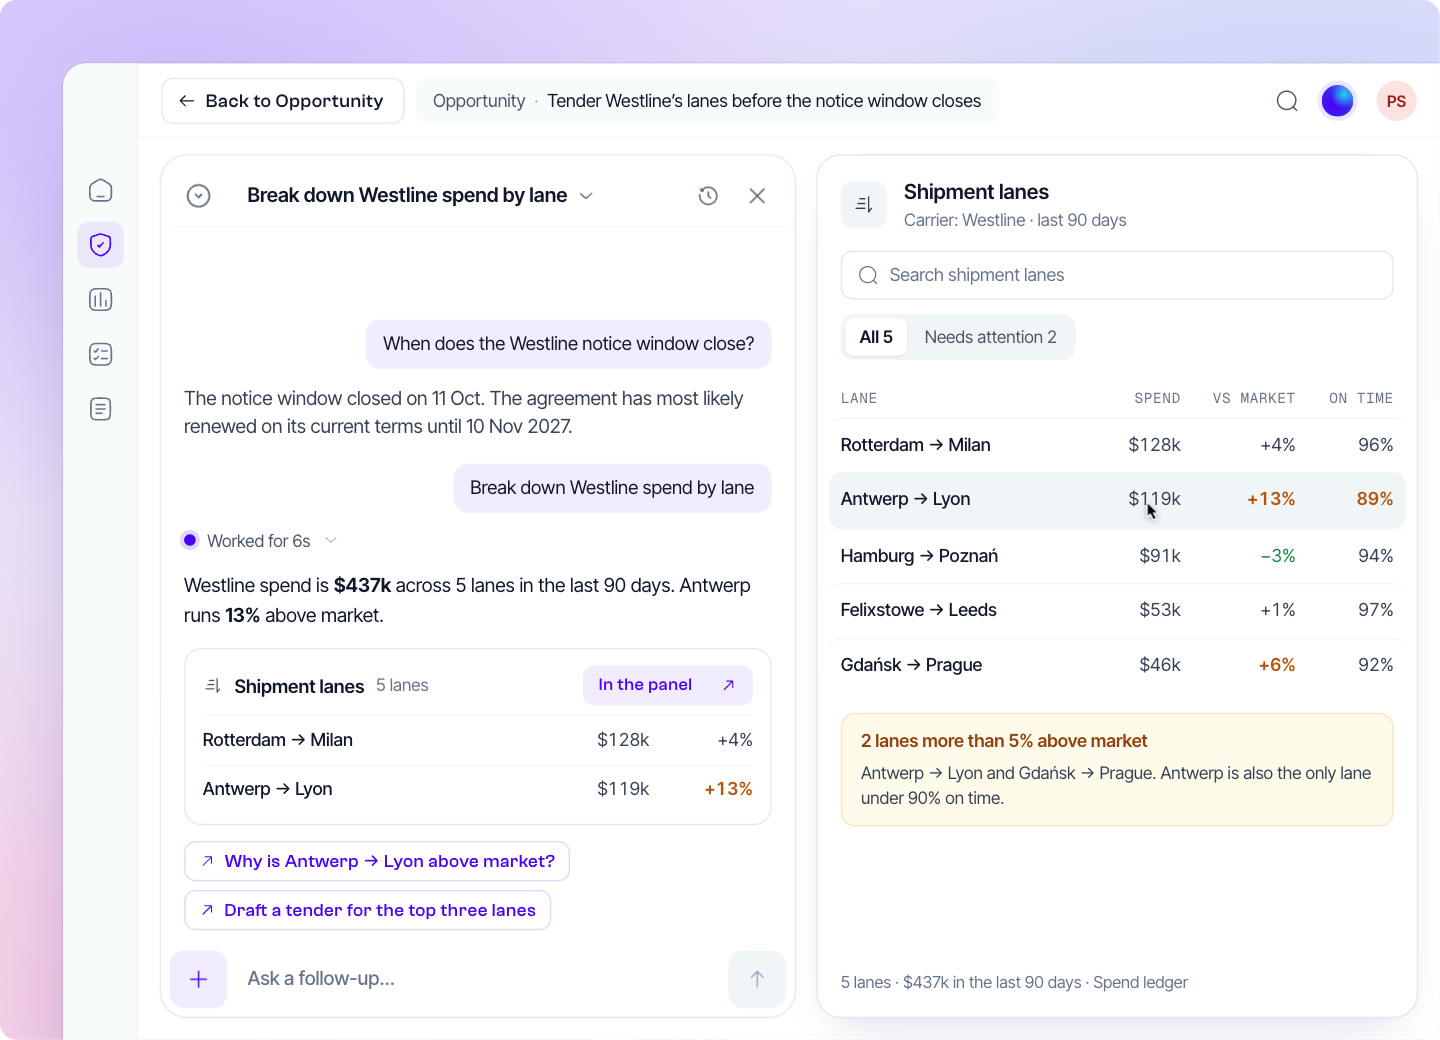 Back to Opportunity
Opportunity · Tender Westline's lanes before the notice window closes
PS
Break down Westline spend by lane
When does the Westline notice window close?
The notice window closed on 11 Oct. The agreement has most likely
renewed on its current terms until 10 Nov 2027.
Break down Westline spend by lane
Worked for 6s
Westline spend is $437k across 5 lanes in the last 90 days. Antwerp
runs 13% above market.
Shipment lanes 5 lanes In the panel ↗
Rotterdam → Milan $128k +4%
Antwerp → Lyon $119k +13%
↗ Why is Antwerp → Lyon above market?
↗ Draft a tender for the top three lanes
Ask a follow-up...
Shipment lanes
Carrier: Westline · last 90 days
Search shipment lanes
All 5 Needs attention 2
LANE SPEND VS MARKET ON TIME
Rotterdam → Milan $128k +4% 96%
Antwerp → Lyon $119k +13% 89%
Hamburg → Poznań $91k −3% 94%
Felixstowe → Leeds $53k +1% 97%
Gdańsk → Prague $46k +6% 92%
2 lanes more than 5% above market
Antwerp → Lyon and Gdańsk → Prague. Antwerp is also the only lane
under 90% on time.
5 lanes · $437k in the last 90 days · Spend ledger